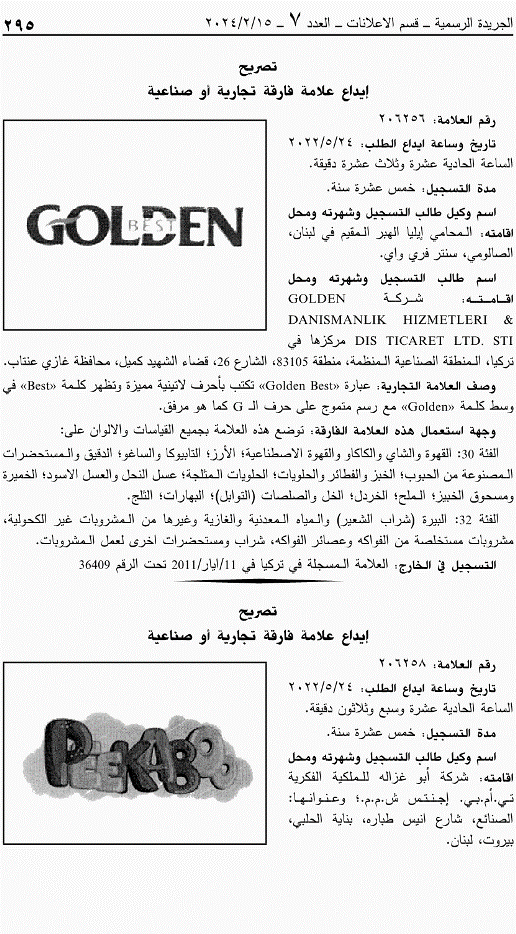 الجريدة الرسمية ــ قسم الاعلانات ــ العدد ٧ ــ ٢٠٢٤/٢/١٥
٢٩٥
تصريح
إيداع علامة فارقة تجارية أو صناعية
رقم العلامة: ٢٠٦٢٥٦
تاريخ وساعة ايداع الطلب: ٢٠٢٢/٥/٢٤
الساعة الحادية عشرة وثلاث عشرة دقيقة.
مدة التسجيل: خمس عشرة سنة.
اسم وكيل طالب التسجيل وشهرته ومحل
اقامته: المحامي إيليا الهبر المقيم في لبنان،
الصالومي، سنتر فري واي.
اسم طالب التسجيل وشهرته ومحل
اقامته: شركة GOLDEN
DANISMANLIK HIZMETLERI &
DIS TICARET LTD. STI مركزها في
GOLDEN
BEST
تركيا، المنطقة الصناعية المنظمة، منطقة 83105، الشارع 26، قضاء الشهيد كميل، محافظة غازي عنتاب.
وصف العلامة التجارية: عبارة «Golden Best» تكتب بأحرف لاتينية مميزة وتظهر كلمة «Best» في
وسط كلمة «Golden» مع رسم متموج على حرف الـ G كما هو مرفق.
وجهة استعمال هذه العلامة الفارقة: توضع هذه العلامة بجميع القياسات والالوان على:
الفئة 30: القهوة والشاي والكاكاو والقهوة الاصطناعية؛ الأرز؛ التابيوكا والساغو؛ الدقيق والمستحضرات
المصنوعة من الحبوب؛ الخبز والفطائر والحلويات؛ الحلويات المثلجة؛ عسل النحل والعسل الاسود؛ الخميرة
ومسحوق الخبيز؛ الملح؛ الخردل؛ الخل والصلصات (التوابل)؛ البهارات؛ الثلج.
الفئة 32: البيرة (شراب الشعير) والمياه المعدنية والغازية وغيرها من المشروبات غير الكحولية،
مشروبات مستخلصة من الفواكه وعصائر الفواكه، شراب ومستحضرات اخرى لعمل المشروبات.
التسجيل في الخارج: العلامة المسجلة في تركيا في 11/ايار/2011 تحت الرقم 36409
تصريح
إيداع علامة فارقة تجارية أو صناعية
رقم العلامة: ٢٠٦٢٥٨
تاريخ وساعة ايداع الطلب: ٢٠٢٢/٥/٢٤
الساعة الحادية عشرة وسبع وثلاثون دقيقة.
مدة التسجيل: خمس عشرة سنة.
اسم وكيل طالب التسجيل وشهرته ومحل
اقامته: شركة أبو غزاله للملكية الفكرية
تي.أم.بي. إجنتس ش.م.م.؛ وعنوانها:
الصنائع، شارع انيس طباره، بناية الحلبي،
بيروت، لبنان.
PEEKABOO